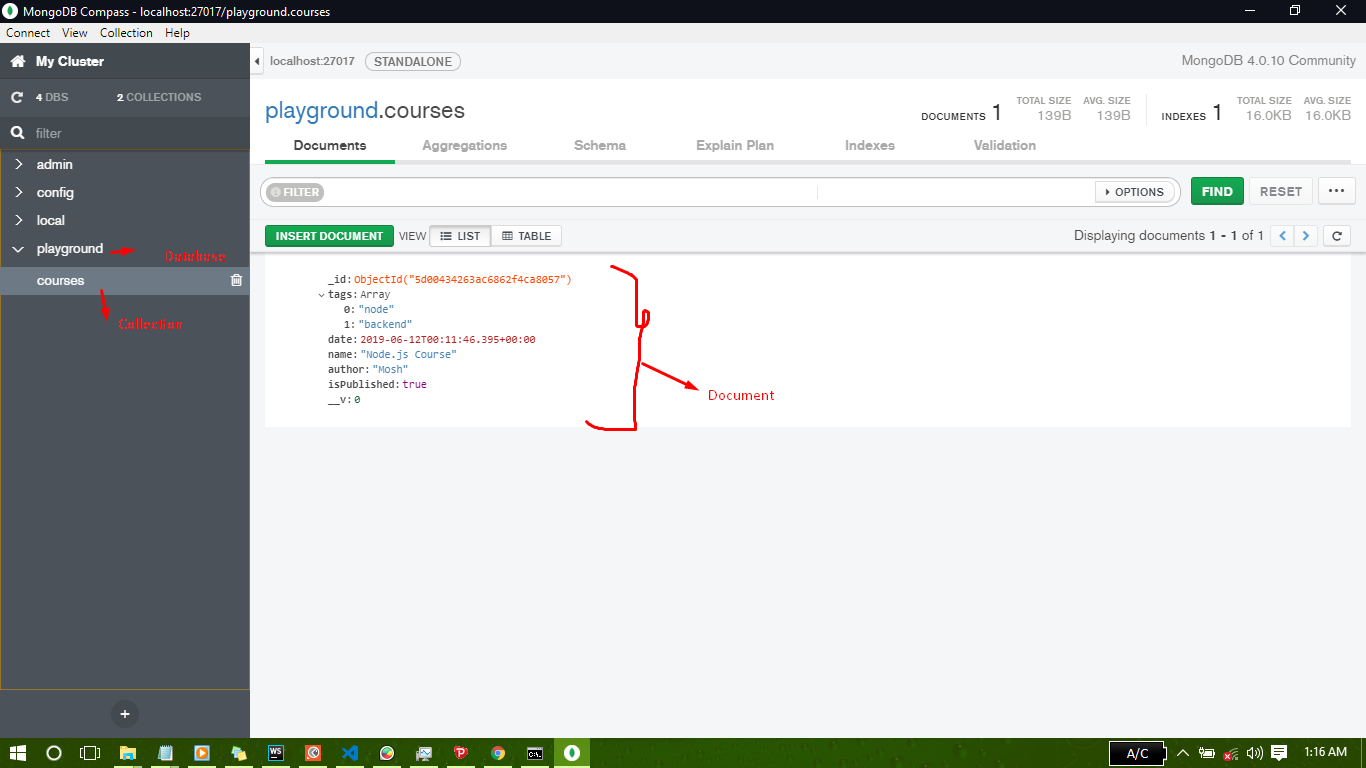 MongoDB Compass - localhost:27017/playground.courses
Connect View Collection Help
My Cluster
localhost:27017 STANDALONE MongoDB 4.0.10 Community
4 DBS 2 COLLECTIONS
filter
playground.courses
DOCUMENTS 1 TOTAL SIZE 139B AVG. SIZE 139B INDEXES 1 TOTAL SIZE 16.0KB AVG. SIZE 16.0KB
Documents Aggregations Schema Explain Plan Indexes Validation
admin
config
local
playground Database
courses
Collection
FILTER OPTIONS FIND RESET
INSERT DOCUMENT VIEW LIST TABLE Displaying documents 1 - 1 of 1
_id:ObjectId("5d00434263ac6862f4ca8057")
tags:Array
0:"node"
1:"backend"
date:2019-06-12T00:11:46.395+00:00
name:"Node.js Course"
author:"Mosh"
isPublished:true
__v:0
Document
WS
C:\.
A/C
1:16 AM